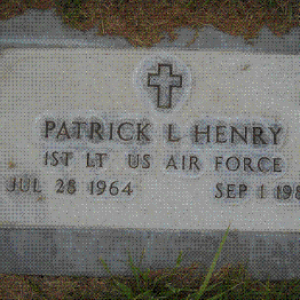 PATRICK L HENRY
1ST LT US AIR FORCE
JUL 28 1964 SEP 1 198